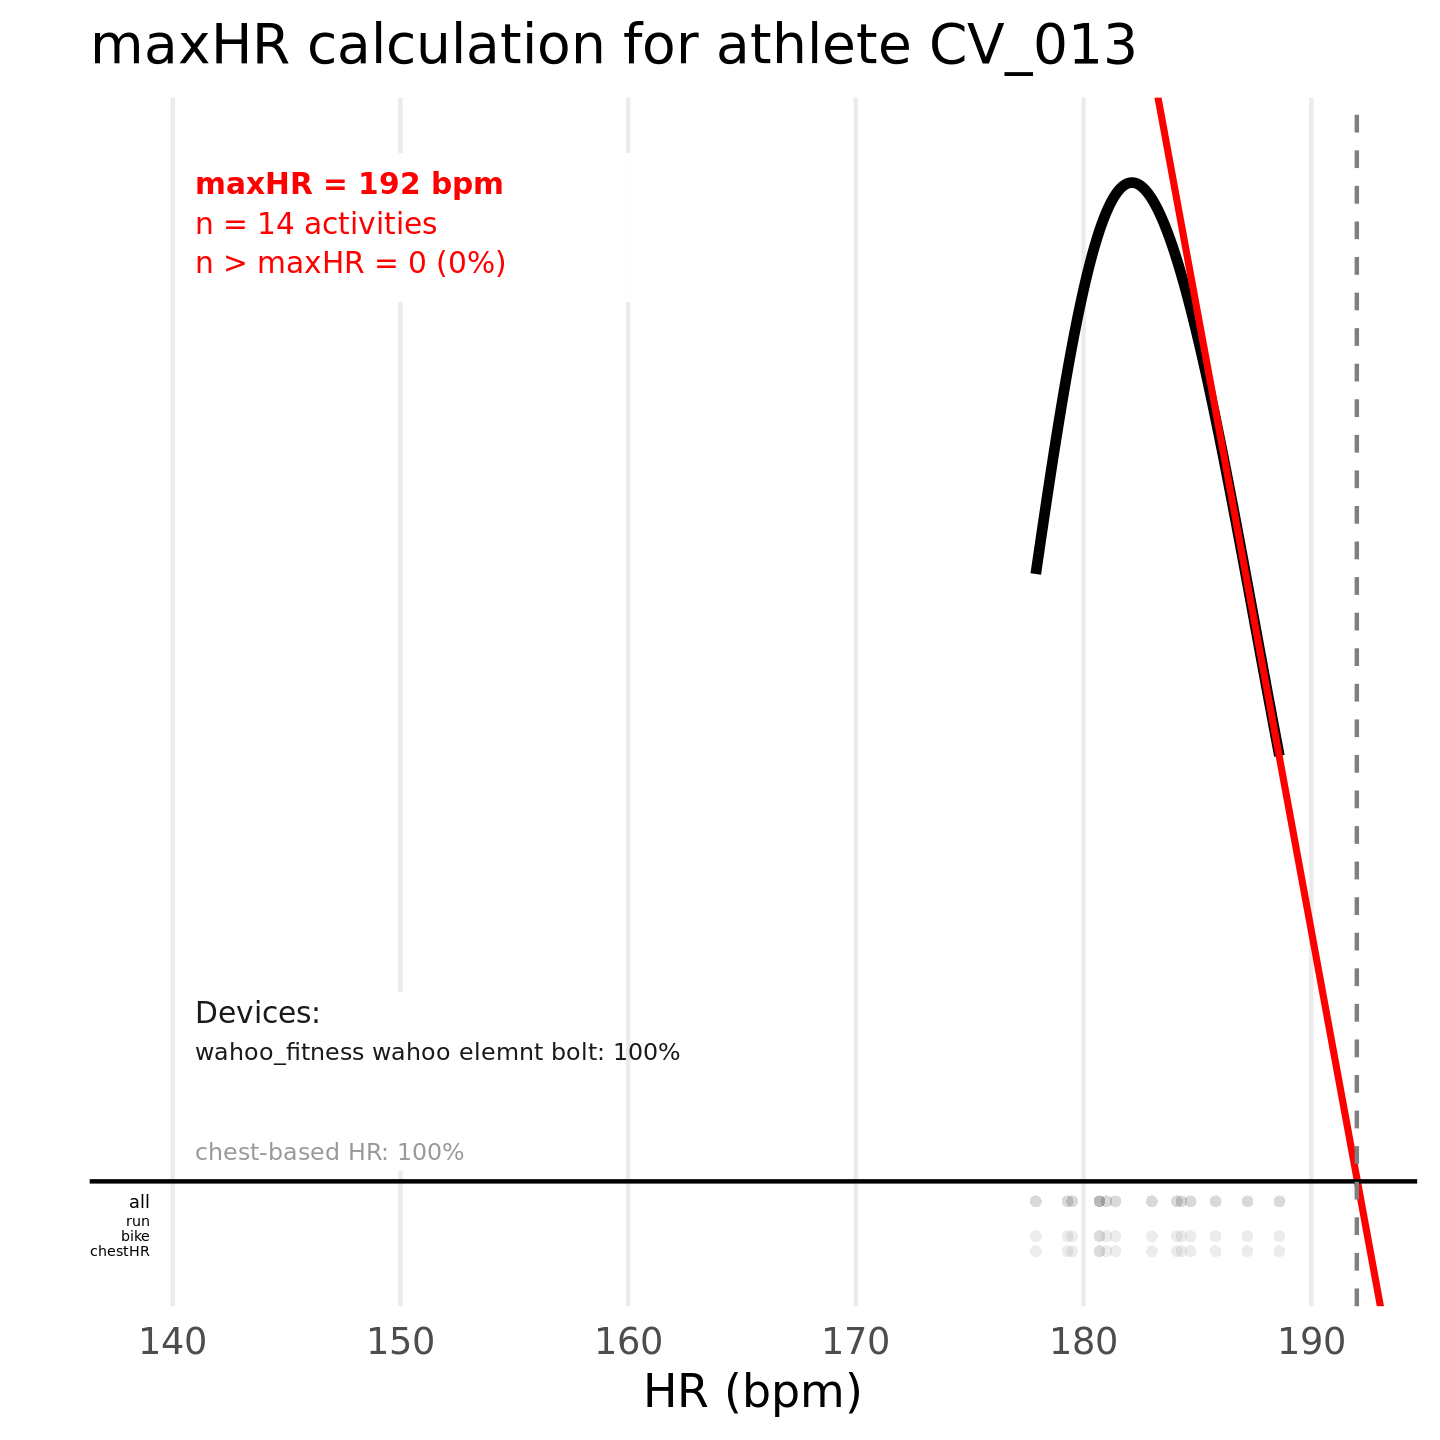 maxHR calculation for athlete CV_013
maxHR = 192 bpm
n = 14 activities
n > maxHR = 0 (0%)
Devices:
wahoo_fitness wahoo elemnt bolt: 100%
chest-based HR: 100%
all
run
bike
chestHR
140 150 160 170 180 190
HR (bpm)